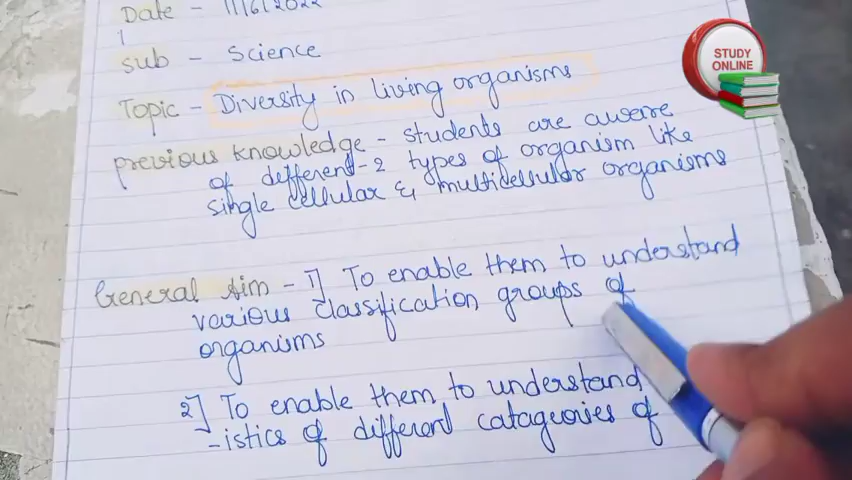 Date - 11/6/2022
Sub - Science
Topic - Diversity in living organisms
previous knowledge - students are aware
of different-2 types of organism like
single cellular & multicellular organisms
General Aim - 1] To enable them to understand
various classification groups of
organisms
2] To enable them to understand
-istics of different catageories of
STUDY
ONLINE